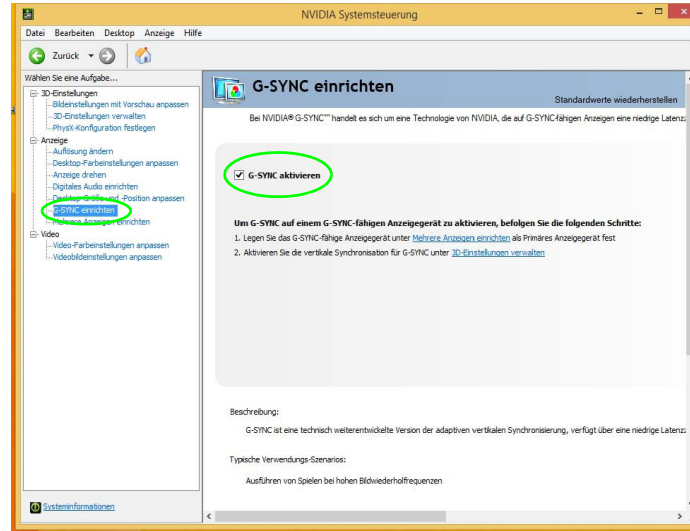 NVIDIA Systemsteuerung
Datei Bearbeiten Desktop Anzeige Hilfe
Zurück
Wählen Sie eine Aufgabe...
3D-Einstellungen
Bildeinstellungen mit Vorschau anpassen
3D-Einstellungen verwalten
PhysX-Konfiguration festlegen
Anzeige
Auflösung ändern
Desktop-Farbeinstellungen anpassen
Anzeige drehen
Digitales Audio einrichten
Desktop-Größe und -Position anpassen
G-SYNC einrichten
Mehrere Anzeigen einrichten
Video
Video-Farbeinstellungen anpassen
Videobildeinstellungen anpassen
Systeminformationen
G-SYNC einrichten
Standardwerte wiederherstellen
Bei NVIDIA® G-SYNC™ handelt es sich um eine Technologie von NVIDIA, die auf G-SYNC-fähigen Anzeigen eine niedrige Latenz
G-SYNC aktivieren
Um G-SYNC auf einem G-SYNC-fähigen Anzeigegerät zu aktivieren, befolgen Sie die folgenden Schritte:
1. Legen Sie das G-SYNC-fähige Anzeigegerät unter Mehrere Anzeigen einrichten als Primäres Anzeigegerät fest
2. Aktivieren Sie die vertikale Synchronisation für G-SYNC unter 3D-Einstellungen verwalten
Beschreibung:
G-SYNC ist eine technisch weiterentwickelte Version der adaptiven vertikalen Synchronisierung, verfügt über eine niedrige Latenz
Typische Verwendungs-Szenarios:
Ausführen von Spielen bei hohen Bildwiederholfrequenzen